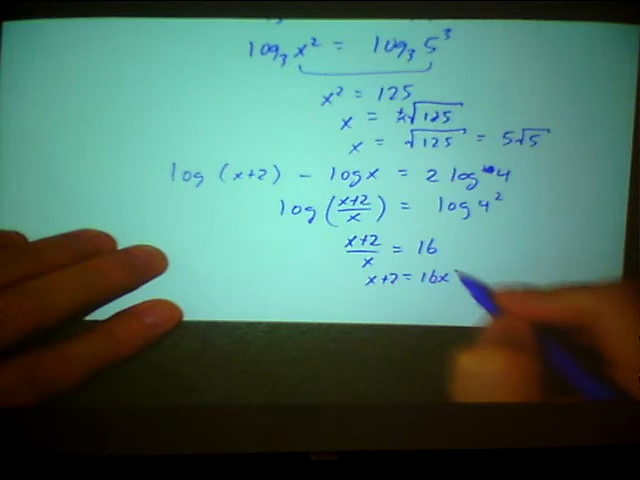 log₃ x² = log₃ 5³
x² = 125
x = ±√125
x = √125 = 5√5
log (x+2) - log x = 2 log 4
log (x+2/x) = log 4²
x+2/x = 16
x+2 = 16x